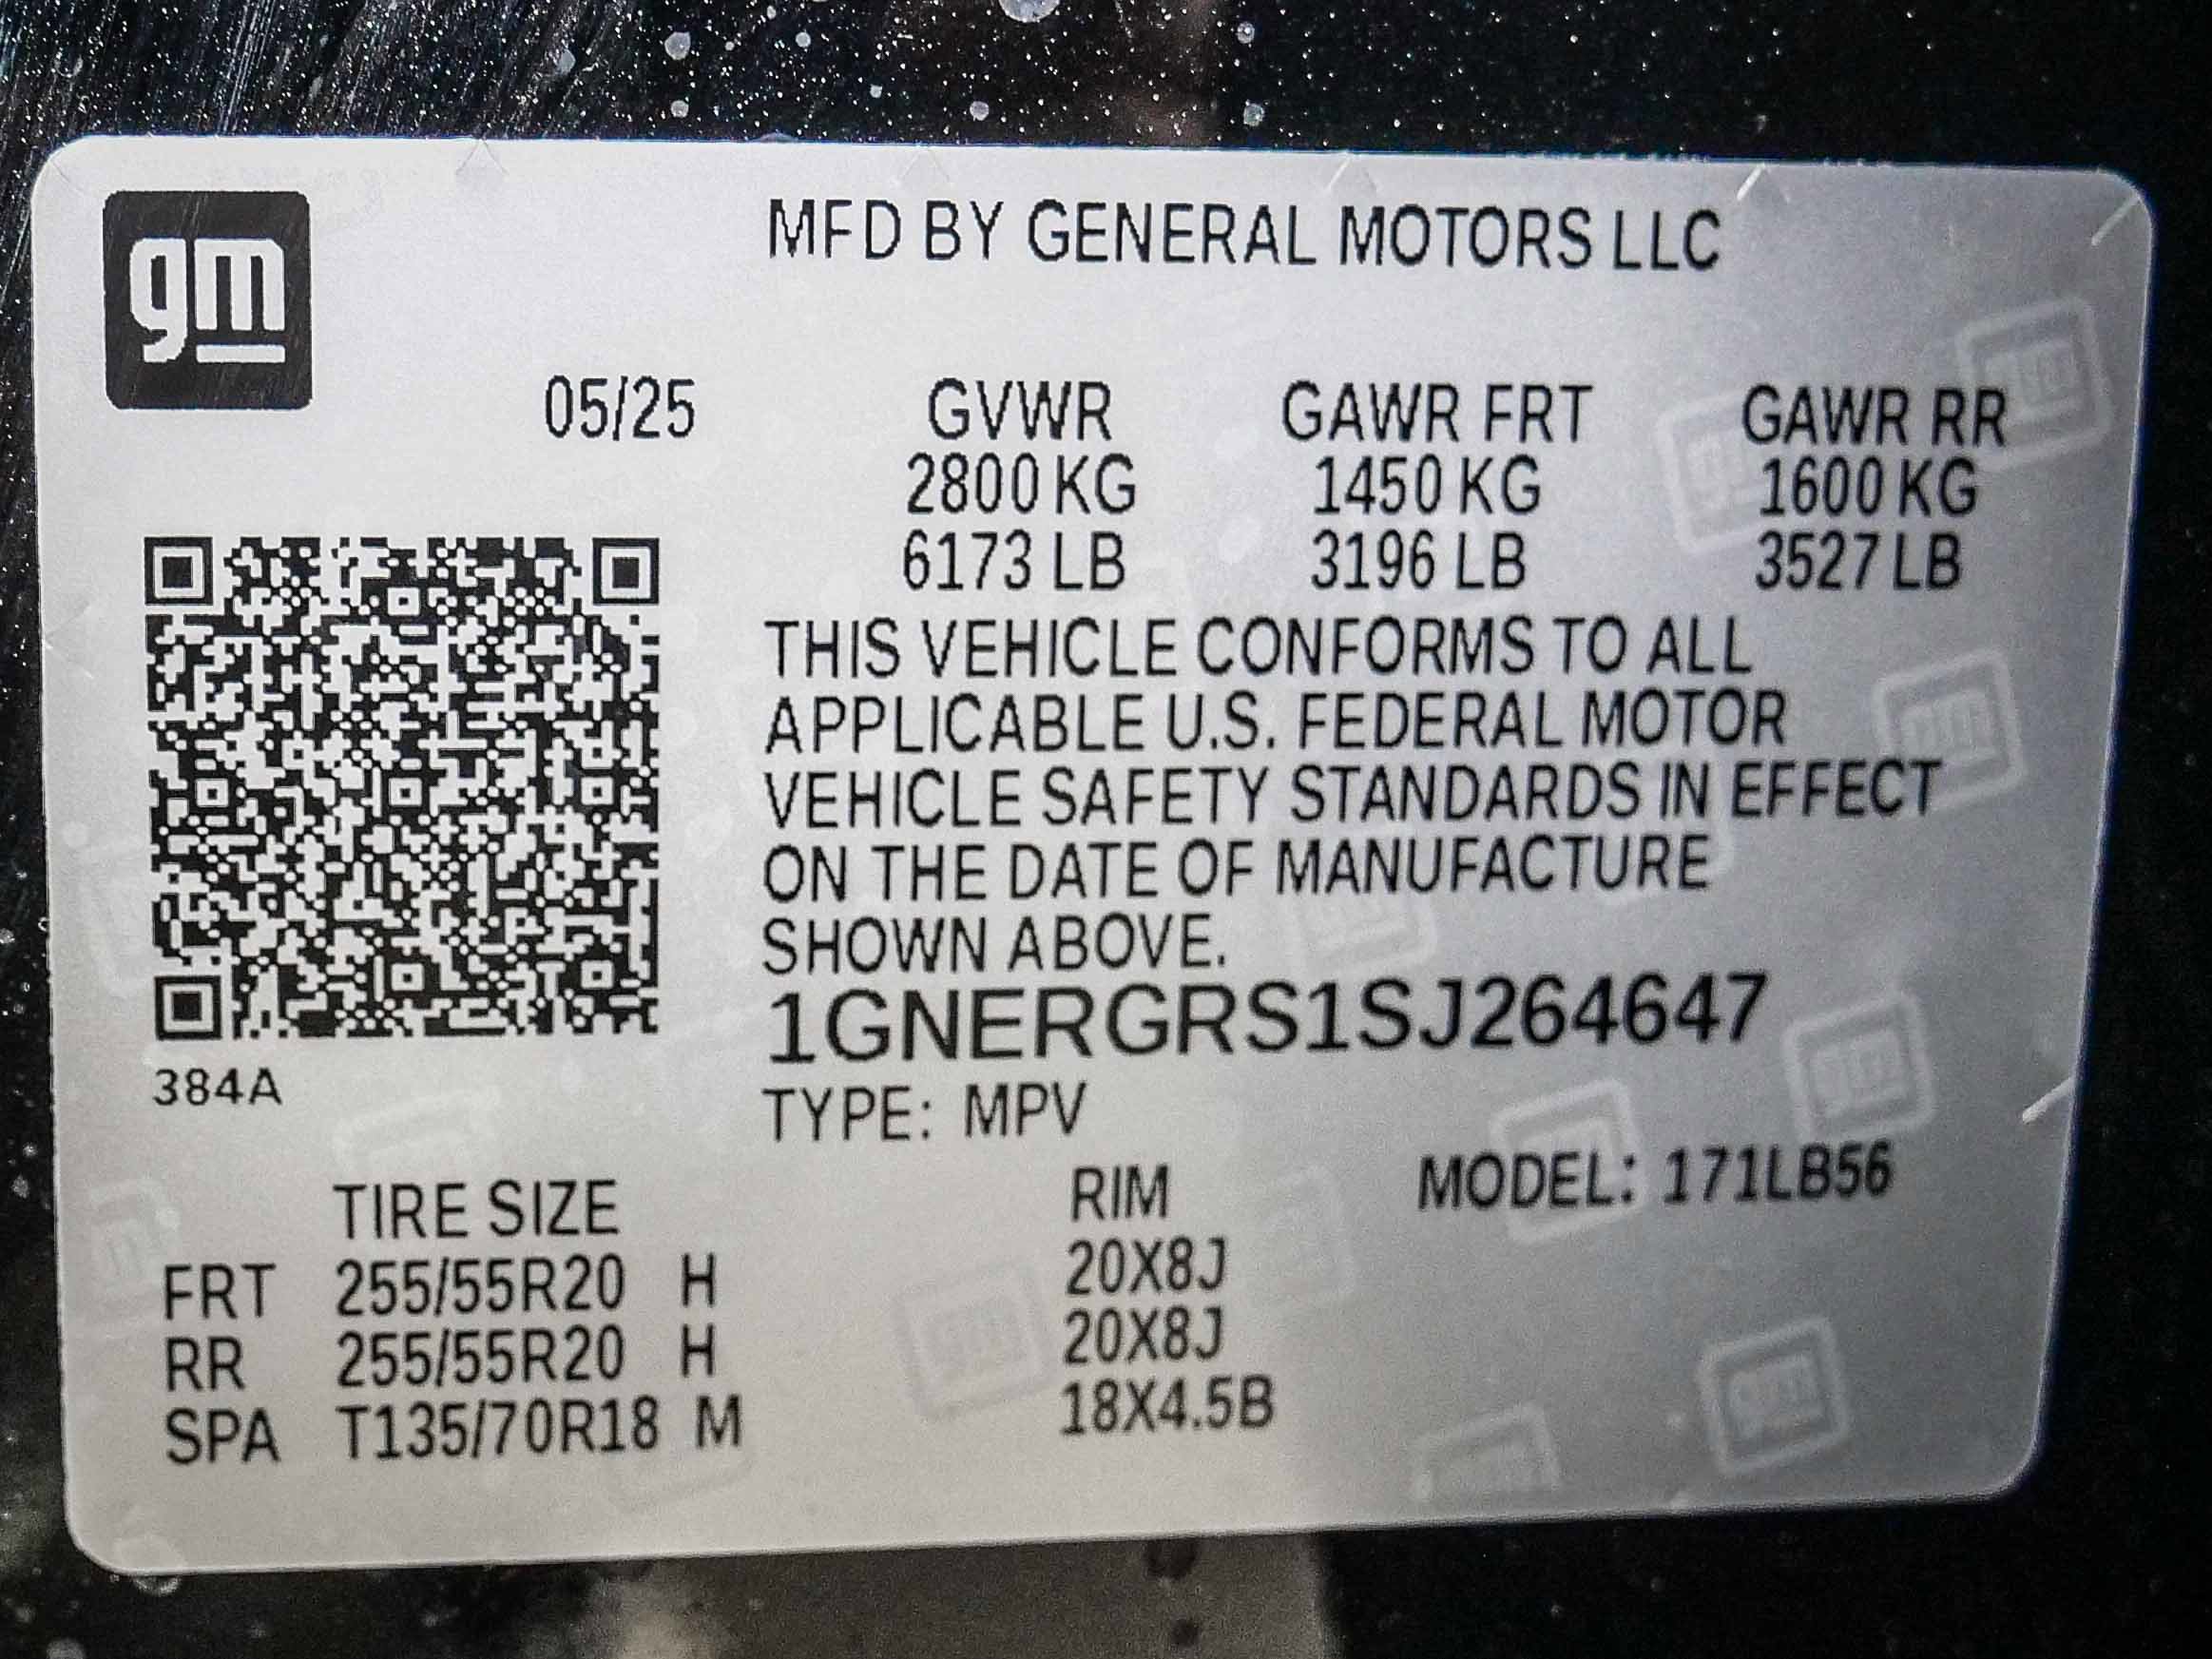 gm
MFD BY GENERAL MOTORS LLC
05/25 GVWR GAWR FRT GAWR RR
2800 KG 1450 KG 1600 KG
6173 LB 3196 LB 3527 LB
THIS VEHICLE CONFORMS TO ALL
APPLICABLE U.S. FEDERAL MOTOR
VEHICLE SAFETY STANDARDS IN EFFECT
ON THE DATE OF MANUFACTURE
SHOWN ABOVE.
1GNERGRS1SJ264647
384A
TYPE: MPV
MODEL: 171LB56
TIRE SIZE RIM
FRT 255/55R20 H 20X8J
RR 255/55R20 H 20X8J
SPA T135/70R18 M 18X4.5B